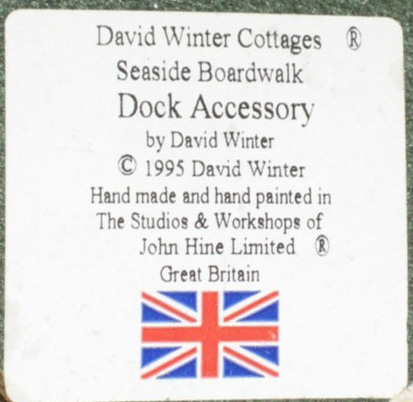 David Winter Cottages ®
Seaside Boardwalk
Dock Accessory
by David Winter
© 1995 David Winter
Hand made and hand painted in
The Studios & Workshops of
John Hine Limited ®
Great Britain